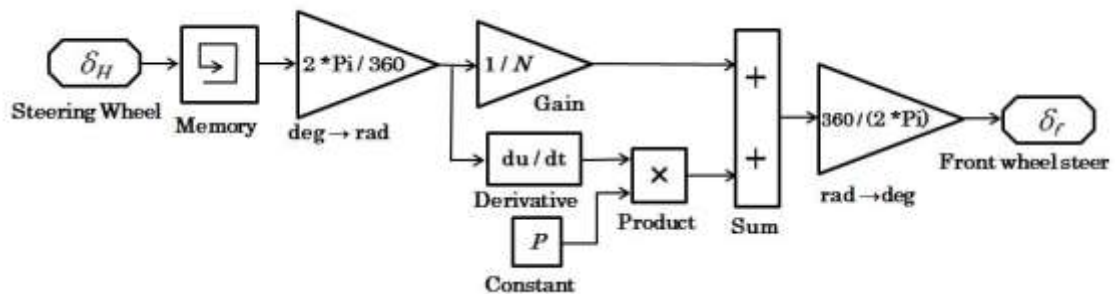 δH
Steering Wheel
Memory
2 *Pi / 360
deg → rad
1 / N
Gain
du / dt
Derivative
P
Constant
×
Product
+
+
Sum
360/(2 *Pi)
rad → deg
δf
Front wheel steer